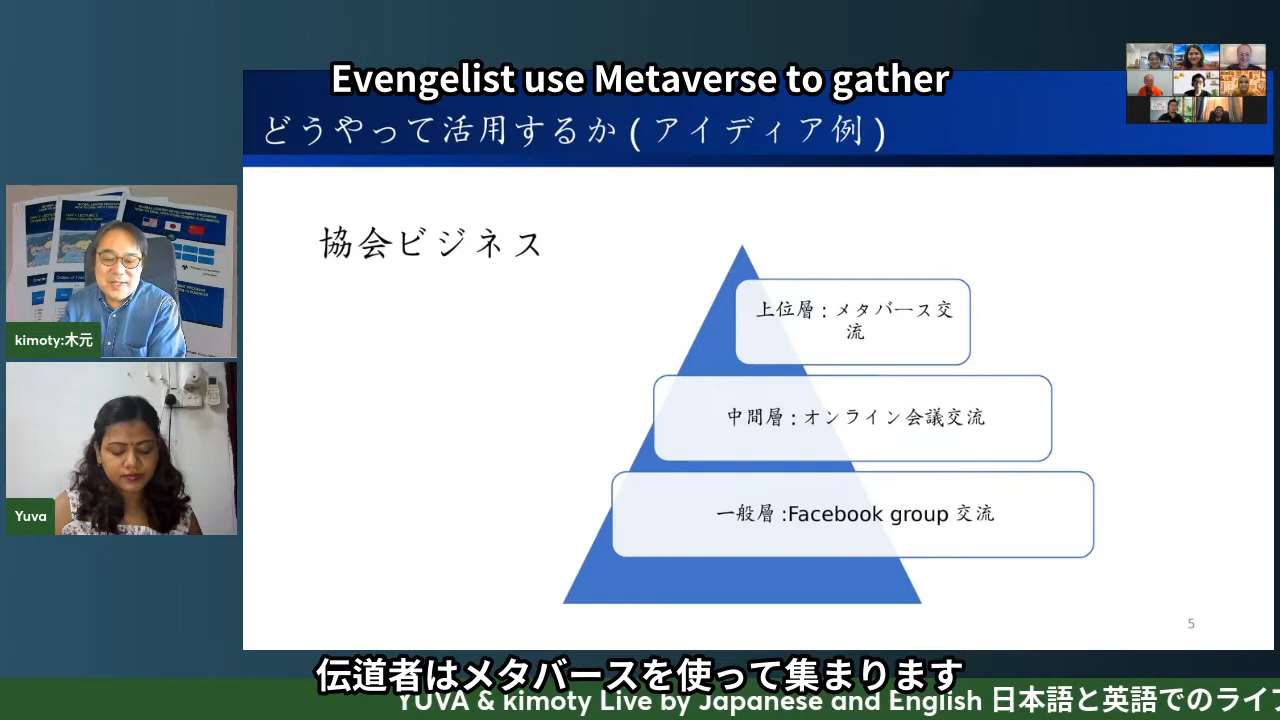 Evengelist use Metaverse to gather
どうやって活用するか ( アイディア例 )
協会ビジネス
上位層 : メタバース交
流
中間層 : オンライン会議交流
一般層 :Facebook group 交流
5
kimoty:木元
Yuva
伝道者はメタバースを使って集まります
YUVA & kimoty Live by Japanese and English 日本語と英語でのライブ